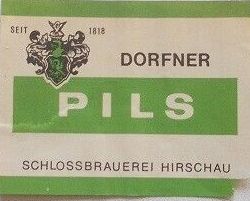 SEIT 1818
DORFNER
PILS
SCHLOSSBRAUEREI HIRSCHAU